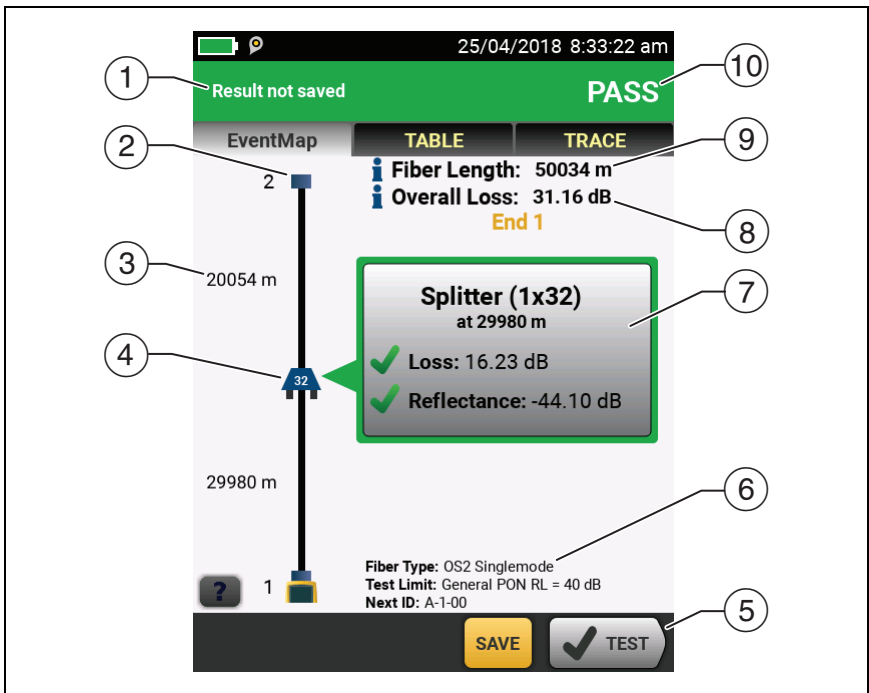 25/04/2018 8:33:22 am
1
Result not saved
PASS
10
EventMap
TABLE
TRACE
2
2
Fiber Length: 50034 m
9
Overall Loss: 31.16 dB
8
End 1
3
20054 m
Splitter (1x32)
at 29980 m
7
4
32
Loss: 16.23 dB
Reflectance: -44.10 dB
29980 m
6
Fiber Type: OS2 Singlemode
Test Limit: General PON RL = 40 dB
Next ID: A-1-00
?
1
SAVE
TEST
5